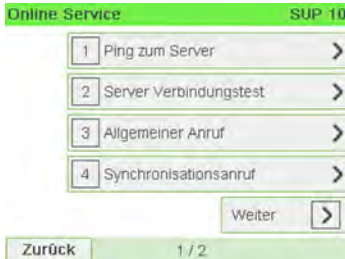 Online Service SUP 10
1 Ping zum Server
2 Server Verbindungstest
3 Allgemeiner Anruf
4 Synchronisationsanruf
Weiter
Zurück 1 / 2